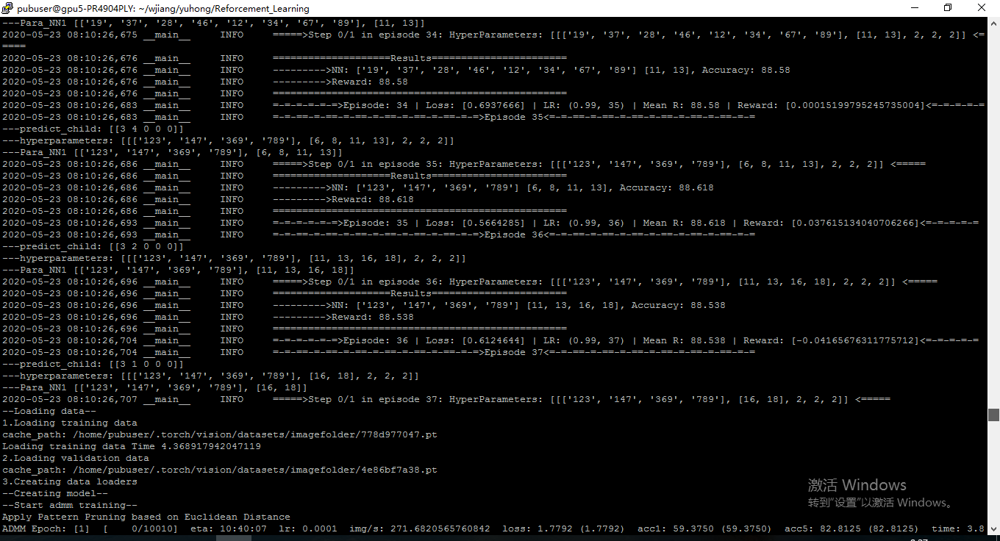 pubuser@gpu5-PR4904PLY: ~/wjiang/yuhong/Reforcement_Learning
---Para_NN1 [['19', '37', '28', '46', '12', '34', '67', '89'], [11, 13]]
2020-05-23 08:10:26,675 __main__     INFO     =====>Step 0/1 in episode 34: HyperParameters: [[['19', '37', '28', '46', '12', '34', '67', '89'], [11, 13], 2, 2, 2]] <=
====
2020-05-23 08:10:26,676 __main__     INFO     ====================Results=======================
2020-05-23 08:10:26,676 __main__     INFO     --------->NN: ['19', '37', '28', '46', '12', '34', '67', '89'] [11, 13], Accuracy: 88.58
2020-05-23 08:10:26,676 __main__     INFO     --------->Reward: 88.58
2020-05-23 08:10:26,676 __main__     INFO     ==================================================
2020-05-23 08:10:26,683 __main__     INFO     =-=-=-=-=-=>Episode: 34 | Loss: [0.6937666] | LR: (0.99, 35) | Mean R: 88.58 | Reward: [0.00015199795245735004]<=-=-=-=-=
2020-05-23 08:10:26,683 __main__     INFO     =-=-==-=-==-=-==-=-==-=-==-=-==-=-=>Episode 35<=-=-==-=-==-=-==-=-==-=-==-=-==-=-=
---predict_child: [[3 4 0 0 0]]
---hyperparameters: [[['123', '147', '369', '789'], [6, 8, 11, 13], 2, 2, 2]]
---Para_NN1 [['123', '147', '369', '789'], [6, 8, 11, 13]]
2020-05-23 08:10:26,686 __main__     INFO     =====>Step 0/1 in episode 35: HyperParameters: [[['123', '147', '369', '789'], [6, 8, 11, 13], 2, 2, 2]] <=====
2020-05-23 08:10:26,686 __main__     INFO     ====================Results=======================
2020-05-23 08:10:26,686 __main__     INFO     --------->NN: ['123', '147', '369', '789'] [6, 8, 11, 13], Accuracy: 88.618
2020-05-23 08:10:26,686 __main__     INFO     --------->Reward: 88.618
2020-05-23 08:10:26,686 __main__     INFO     ==================================================
2020-05-23 08:10:26,693 __main__     INFO     =-=-=-=-=-=>Episode: 35 | Loss: [0.5664285] | LR: (0.99, 36) | Mean R: 88.618 | Reward: [0.037615134040706266]<=-=-=-=-=
2020-05-23 08:10:26,693 __main__     INFO     =-=-==-=-==-=-==-=-==-=-==-=-==-=-=>Episode 36<=-=-==-=-==-=-==-=-==-=-==-=-==-=-=
---predict_child: [[3 2 0 0 0]]
---hyperparameters: [[['123', '147', '369', '789'], [11, 13, 16, 18], 2, 2, 2]]
---Para_NN1 [['123', '147', '369', '789'], [11, 13, 16, 18]]
2020-05-23 08:10:26,696 __main__     INFO     =====>Step 0/1 in episode 36: HyperParameters: [[['123', '147', '369', '789'], [11, 13, 16, 18], 2, 2, 2]] <=====
2020-05-23 08:10:26,696 __main__     INFO     ====================Results=======================
2020-05-23 08:10:26,696 __main__     INFO     --------->NN: ['123', '147', '369', '789'] [11, 13, 16, 18], Accuracy: 88.538
2020-05-23 08:10:26,696 __main__     INFO     --------->Reward: 88.538
2020-05-23 08:10:26,696 __main__     INFO     ==================================================
2020-05-23 08:10:26,704 __main__     INFO     =-=-=-=-=-=>Episode: 36 | Loss: [0.6124644] | LR: (0.99, 37) | Mean R: 88.538 | Reward: [-0.04165676311775712]<=-=-=-=-=
2020-05-23 08:10:26,704 __main__     INFO     =-=-==-=-==-=-==-=-==-=-==-=-==-=-=>Episode 37<=-=-==-=-==-=-==-=-==-=-==-=-==-=-=
---predict_child: [[3 1 0 0 0]]
---hyperparameters: [[['123', '147', '369', '789'], [16, 18], 2, 2, 2]]
---Para_NN1 [['123', '147', '369', '789'], [16, 18]]
2020-05-23 08:10:26,707 __main__     INFO     =====>Step 0/1 in episode 37: HyperParameters: [[['123', '147', '369', '789'], [16, 18], 2, 2, 2]] <=====
--Loading data--
1.Loading training data
cache_path: /home/pubuser/.torch/vision/datasets/imagefolder/778d977047.pt
Loading training data Time 4.368917942047119
2.Loading validation data
cache_path: /home/pubuser/.torch/vision/datasets/imagefolder/4e86bf7a38.pt
3.Creating data loaders
--Creating model--
--Start admm training--
Apply Pattern Pruning based on Euclidean Distance
ADMM Epoch: [1]  [    0/10010]  eta: 10:40:07  lr: 0.0001  img/s: 271.6820565760842  loss: 1.7792 (1.7792)  acc1: 59.3750 (59.3750)  acc5: 82.8125 (82.8125)  time: 3.8
激活 Windows
转到"设置"以激活 Windows。